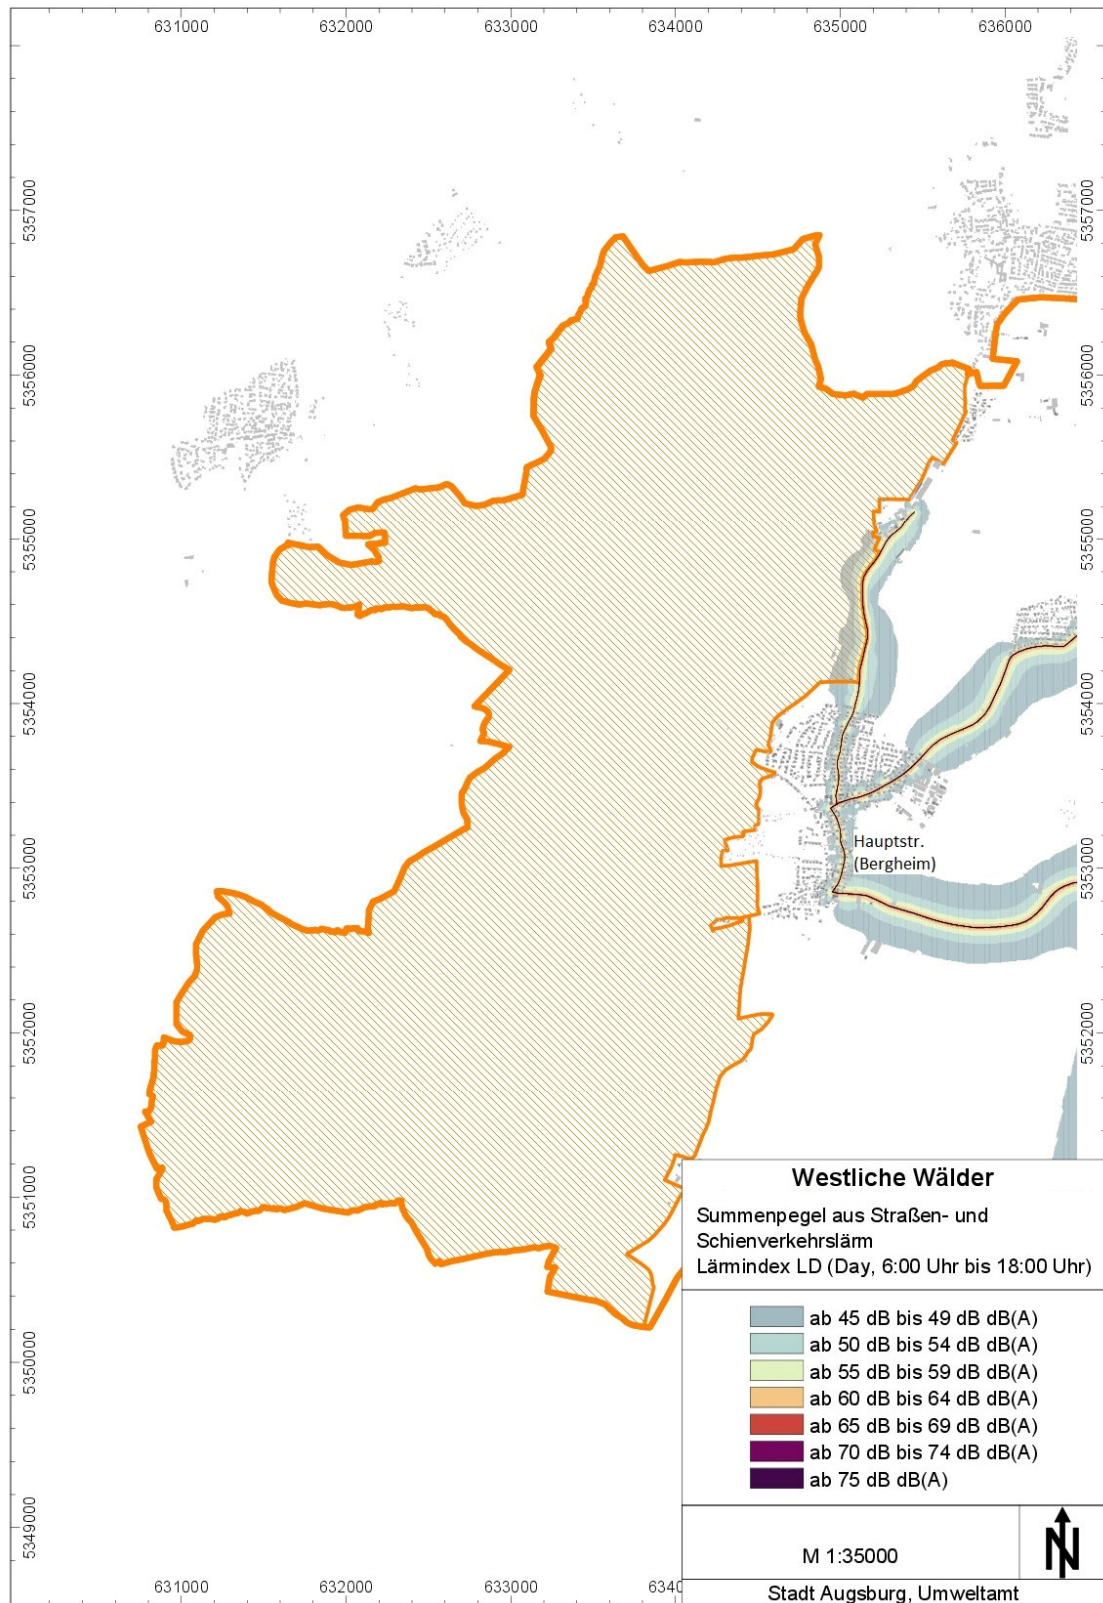 631000 632000 633000 634000 635000 636000
5357000 5357000
5356000 5356000
5355000 5355000
5354000 5354000
Hauptstr.
(Bergheim)
5353000 5353000
5352000 5352000
5351000
5350000
5349000
Westliche Wälder
Summenpegel aus Straßen- und
Schienverkehrslärm
Lärmindex LD (Day, 6:00 Uhr bis 18:00 Uhr)
ab 45 dB bis 49 dB dB(A)
ab 50 dB bis 54 dB dB(A)
ab 55 dB bis 59 dB dB(A)
ab 60 dB bis 64 dB dB(A)
ab 65 dB bis 69 dB dB(A)
ab 70 dB bis 74 dB dB(A)
ab 75 dB dB(A)
M 1:35000
N
631000 632000 633000 6340
Stadt Augsburg, Umweltamt